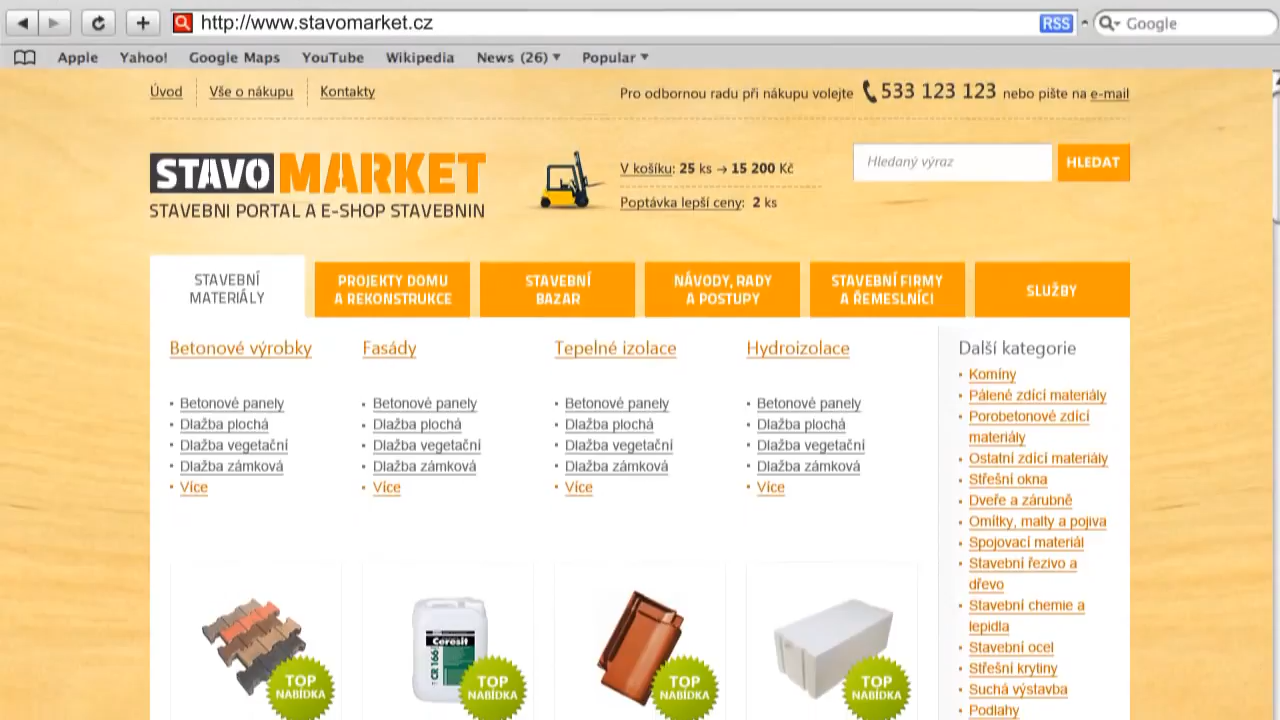 http://www.stavomarket.cz
RSS
Google
Apple
Yahoo!
Google Maps
YouTube
Wikipedia
News (26)
Popular
Úvod
Vše o nákupu
Kontakty
Pro odbornou radu při nákupu volejte 533 123 123 nebo pište na e-mail
STAVOMARKET
STAVEBNI PORTAL A E-SHOP STAVEBNIN
V košíku: 25 ks → 15 200 Kč
Poptávka lepší ceny: 2 ks
Hledaný výraz
HLEDAT
STAVEBNÍ
MATERIÁLY
PROJEKTY DOMU
A REKONSTRUKCE
STAVEBNÍ
BAZAR
NÁVODY, RADY
A POSTUPY
STAVEBNÍ FIRMY
A ŘEMESLNÍCI
SLUŽBY
Betonové výrobky
Betonové panely
Dlažba plochá
Dlažba vegetační
Dlažba zámková
Více
Fasády
Betonové panely
Dlažba plochá
Dlažba vegetační
Dlažba zámková
Více
Tepelné izolace
Betonové panely
Dlažba plochá
Dlažba vegetační
Dlažba zámková
Více
Hydroizolace
Betonové panely
Dlažba plochá
Dlažba vegetační
Dlažba zámková
Více
Další kategorie
Komíny
Pálené zdící materiály
Porobetonové zdící
materiály
Ostatní zdící materiály
Střešní okna
Dveře a zárubně
Omítky, malty a pojiva
Spojovací materiál
Stavební řezivo a
dřevo
Stavební chemie a
lepidla
Stavební ocel
Střešní krytiny
Suchá výstavba
Podlahy
TOP
NABÍDKA
Ceresit
CR 166
TOP
NABÍDKA
TOP
NABÍDKA
TOP
NABÍDKA